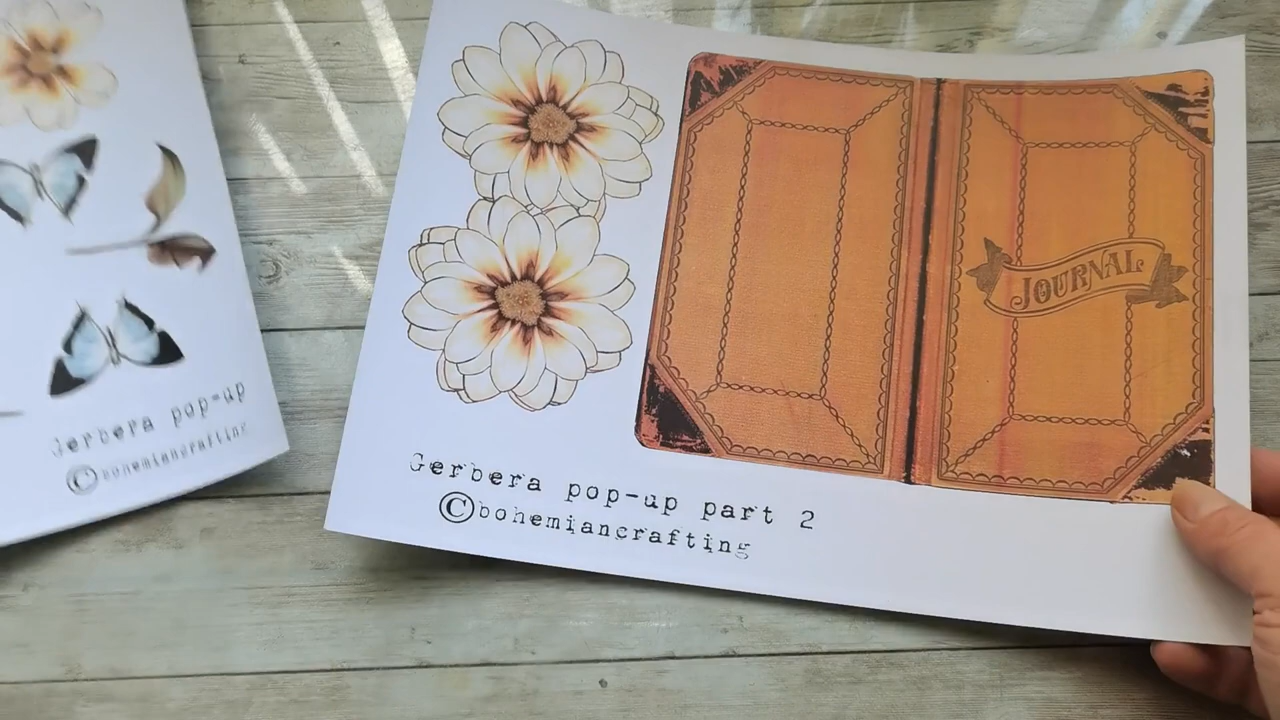 Gerbera pop-up
©bohemiancrafting
JOURNAL
Gerbera pop-up part 2
©bohemiancrafting